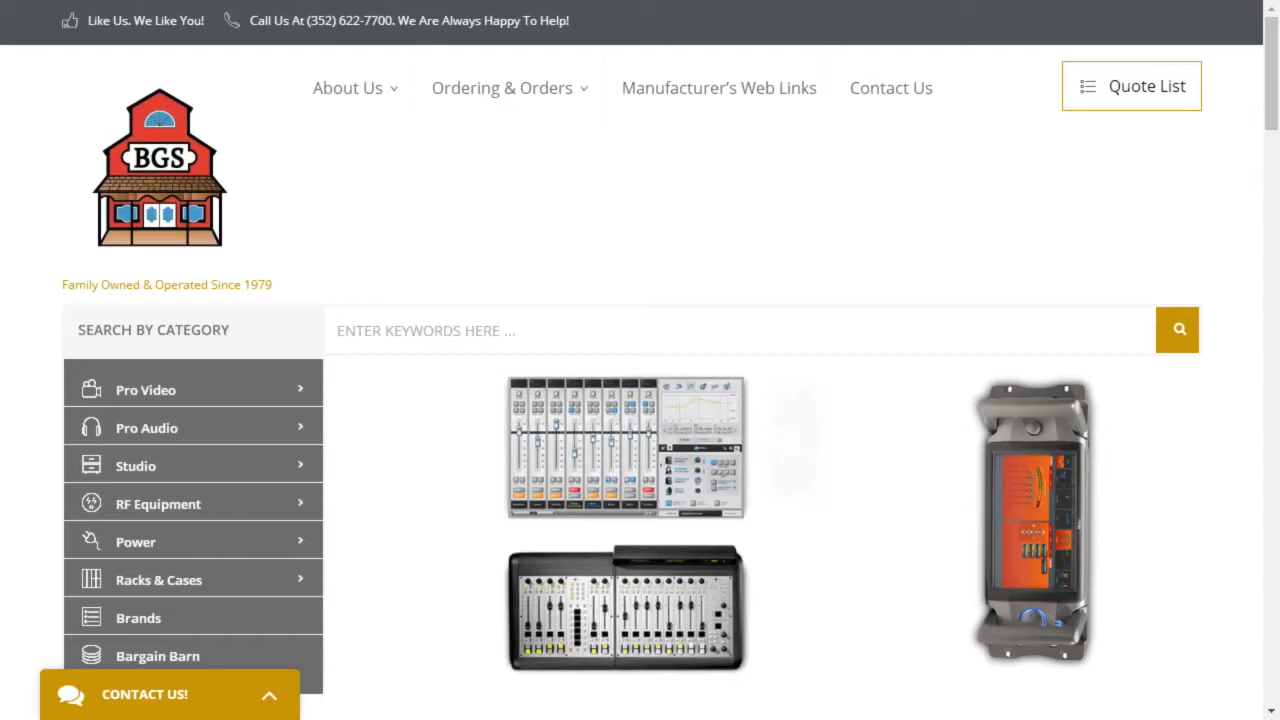 Like Us. We Like You!
Call Us At (352) 622-7700. We Are Always Happy To Help!
About Us
Ordering & Orders
Manufacturer's Web Links
Contact Us
Quote List
BGS
Family Owned & Operated Since 1979
SEARCH BY CATEGORY
ENTER KEYWORDS HERE ...
Pro Video
Pro Audio
Studio
RF Equipment
Power
Racks & Cases
Brands
Bargain Barn
CONTACT US!